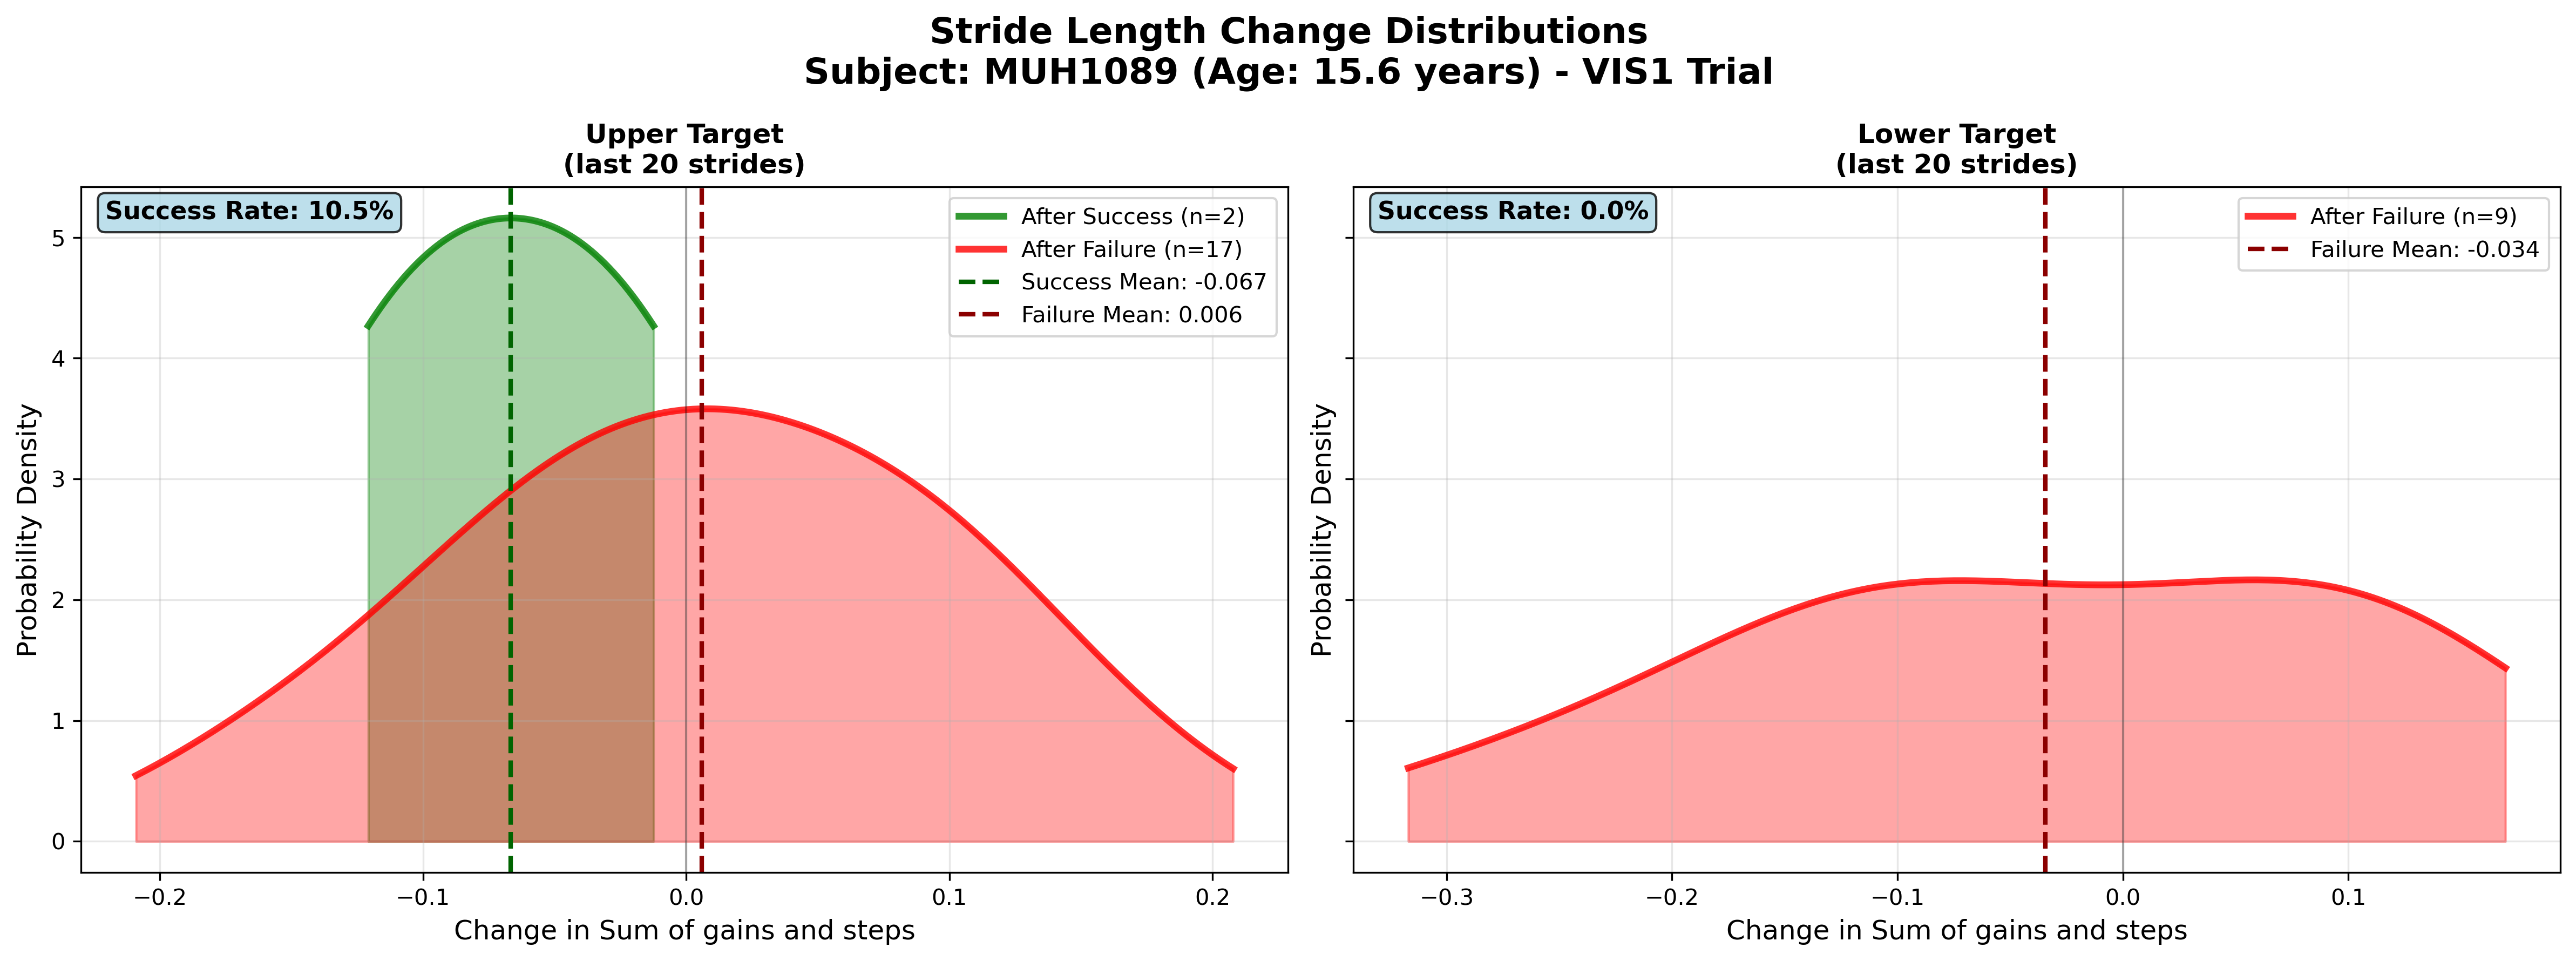 Stride Length Change Distributions
Subject: MUH1089 (Age: 15.6 years) - VIS1 Trial
Upper Target
(last 20 strides)
Success Rate: 10.5%
After Success (n=2)
After Failure (n=17)
Success Mean: -0.067
Failure Mean: 0.006
Probability Density
5
4
3
2
1
0
−0.2
−0.1
0.0
0.1
0.2
Change in Sum of gains and steps
Lower Target
(last 20 strides)
Success Rate: 0.0%
After Failure (n=9)
Failure Mean: -0.034
Probability Density
−0.3
−0.2
−0.1
0.0
0.1
Change in Sum of gains and steps